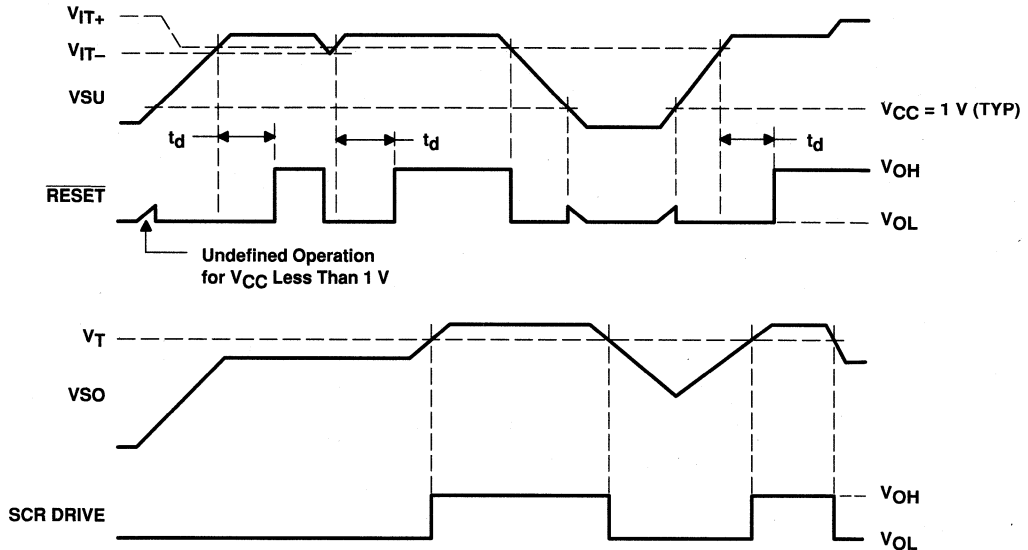 VIT+
VIT–
VSU
VCC = 1 V (TYP)
td
td
td
RESET
VOH
VOL
Undefined Operation
for VCC Less Than 1 V
VT
VSO
SCR DRIVE
VOH
VOL